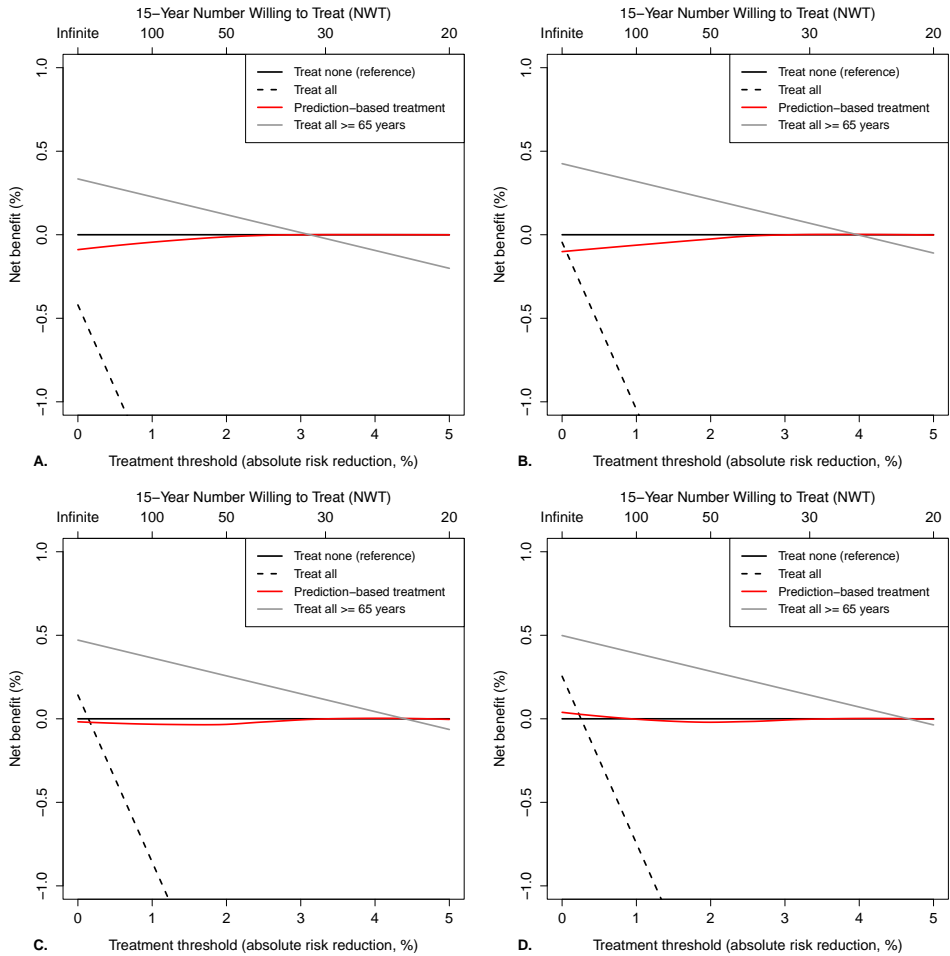 15−Year Number Willing to Treat (NWT)
Infinite 100 50 30 20
Treat none (reference)
Treat all
Prediction−based treatment
Treat all >= 65 years
Net benefit (%)
1.0
0.5
0.0
−0.5
−1.0
0 1 2 3 4 5
A. Treatment threshold (absolute risk reduction, %)
15−Year Number Willing to Treat (NWT)
Infinite 100 50 30 20
Treat none (reference)
Treat all
Prediction−based treatment
Treat all >= 65 years
Net benefit (%)
1.0
0.5
0.0
−0.5
−1.0
0 1 2 3 4 5
B. Treatment threshold (absolute risk reduction, %)
15−Year Number Willing to Treat (NWT)
Infinite 100 50 30 20
Treat none (reference)
Treat all
Prediction−based treatment
Treat all >= 65 years
Net benefit (%)
1.0
0.5
0.0
−0.5
−1.0
0 1 2 3 4 5
C. Treatment threshold (absolute risk reduction, %)
15−Year Number Willing to Treat (NWT)
Infinite 100 50 30 20
Treat none (reference)
Treat all
Prediction−based treatment
Treat all >= 65 years
Net benefit (%)
1.0
0.5
0.0
−0.5
−1.0
0 1 2 3 4 5
D. Treatment threshold (absolute risk reduction, %)